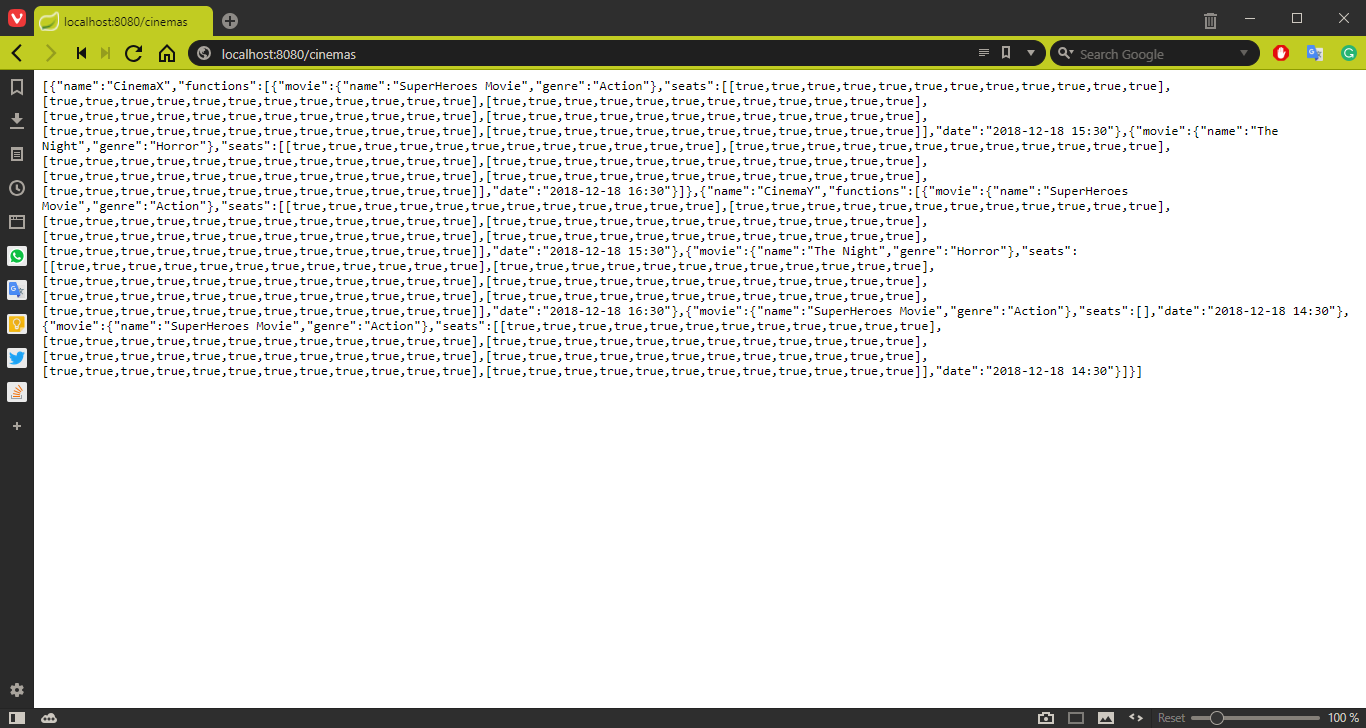 localhost:8080/cinemas
localhost:8080/cinemas
Search Google
[{"name":"CinemaX","functions":[{"movie":{"name":"SuperHeroes Movie","genre":"Action"},"seats":[[true,true,true,true,true,true,true,true,true,true,true,true],
[true,true,true,true,true,true,true,true,true,true,true,true],[true,true,true,true,true,true,true,true,true,true,true,true],
[true,true,true,true,true,true,true,true,true,true,true,true],[true,true,true,true,true,true,true,true,true,true,true,true],
[true,true,true,true,true,true,true,true,true,true,true,true],[true,true,true,true,true,true,true,true,true,true,true,true]],"date":"2018-12-18 15:30"},{"movie":{"name":"The
Night","genre":"Horror"},"seats":[[true,true,true,true,true,true,true,true,true,true,true,true],[true,true,true,true,true,true,true,true,true,true,true,true],
[true,true,true,true,true,true,true,true,true,true,true,true],[true,true,true,true,true,true,true,true,true,true,true,true],
[true,true,true,true,true,true,true,true,true,true,true,true],[true,true,true,true,true,true,true,true,true,true,true,true],
[true,true,true,true,true,true,true,true,true,true,true,true]],"date":"2018-12-18 16:30"}]},{"name":"CinemaY","functions":[{"movie":{"name":"SuperHeroes
Movie","genre":"Action"},"seats":[[true,true,true,true,true,true,true,true,true,true,true,true],[true,true,true,true,true,true,true,true,true,true,true,true],
[true,true,true,true,true,true,true,true,true,true,true,true],[true,true,true,true,true,true,true,true,true,true,true,true],
[true,true,true,true,true,true,true,true,true,true,true,true],[true,true,true,true,true,true,true,true,true,true,true,true],
[true,true,true,true,true,true,true,true,true,true,true,true]],"date":"2018-12-18 15:30"},{"movie":{"name":"The Night","genre":"Horror"},"seats":
[[true,true,true,true,true,true,true,true,true,true,true,true],[true,true,true,true,true,true,true,true,true,true,true,true],
[true,true,true,true,true,true,true,true,true,true,true,true],[true,true,true,true,true,true,true,true,true,true,true,true],
[true,true,true,true,true,true,true,true,true,true,true,true],[true,true,true,true,true,true,true,true,true,true,true,true],
[true,true,true,true,true,true,true,true,true,true,true,true]],"date":"2018-12-18 16:30"},{"movie":{"name":"SuperHeroes Movie","genre":"Action"},"seats":[],"date":"2018-12-18 14:30"},
{"movie":{"name":"SuperHeroes Movie","genre":"Action"},"seats":[[true,true,true,true,true,true,true,true,true,true,true,true],
[true,true,true,true,true,true,true,true,true,true,true,true],[true,true,true,true,true,true,true,true,true,true,true,true],
[true,true,true,true,true,true,true,true,true,true,true,true],[true,true,true,true,true,true,true,true,true,true,true,true],
[true,true,true,true,true,true,true,true,true,true,true,true],[true,true,true,true,true,true,true,true,true,true,true,true]],"date":"2018-12-18 14:30"}]}]
Reset
100 %